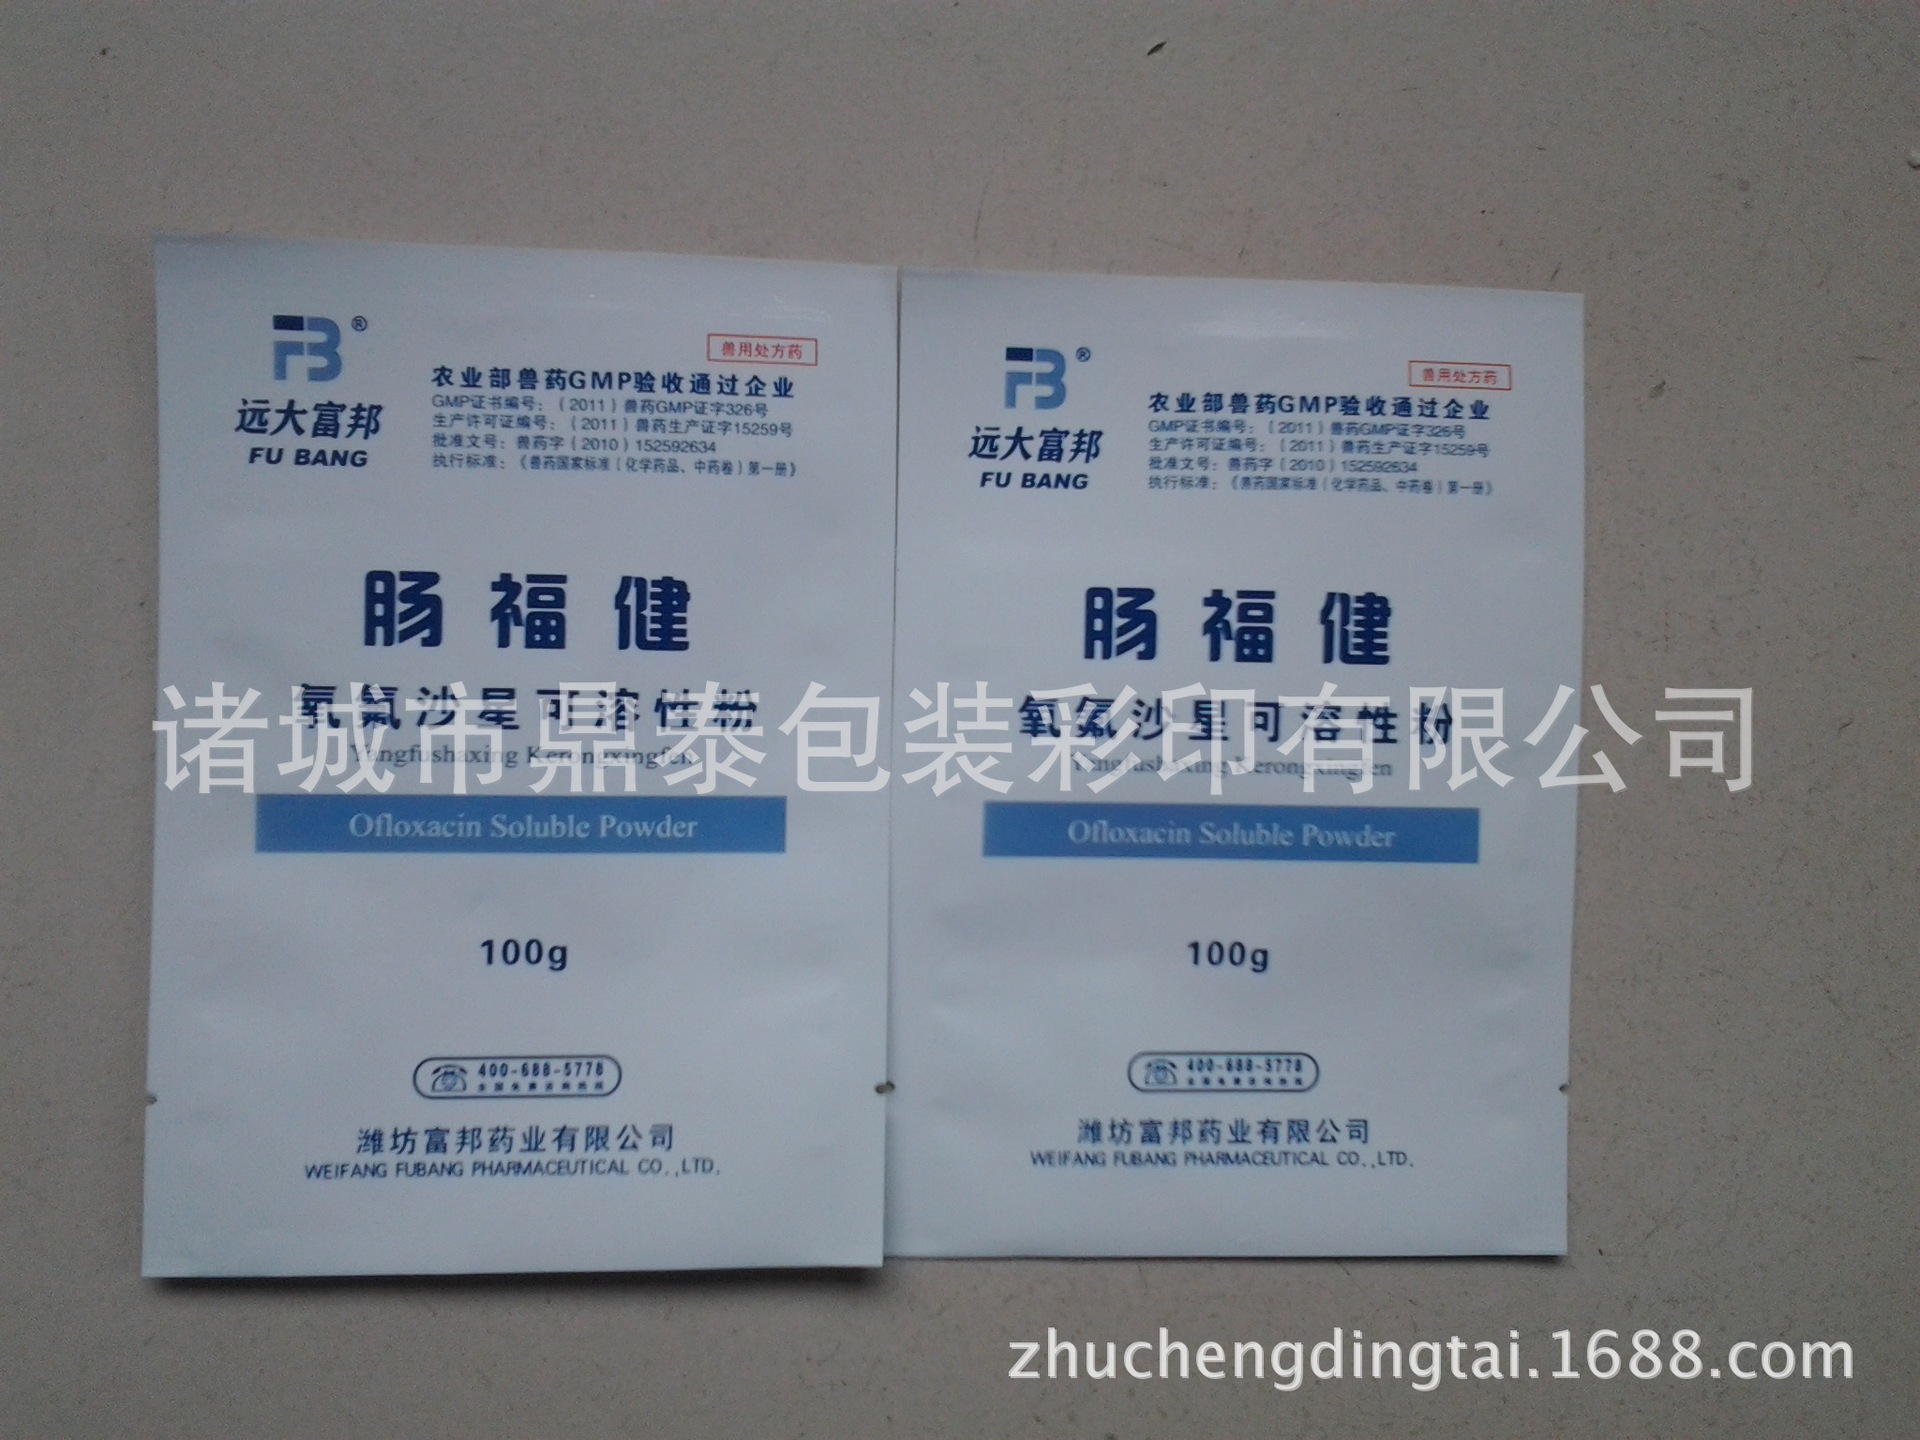 FB®
远大富邦
FU BANG
兽用处方药
农业部兽药GMP验收通过企业
GMP证书编号：（2011）兽药GMP证字326号
生产许可证编号：（2011）兽药生产证字15259号
批准文号：兽药字（2010）152592634
执行标准：《兽药国家标准（化学药品、中药卷）第一册》
肠福健
氧氟沙星可溶性粉
Yangfushaxing Kerongxingfen
Ofloxacin Soluble Powder
100g
400-688-5778
潍坊富邦药业有限公司
WEIFANG FUBANG PHARMACEUTICAL CO.,LTD.
FB®
远大富邦
FU BANG
兽用处方药
农业部兽药GMP验收通过企业
GMP证书编号：（2011）兽药GMP证字326号
生产许可证编号：（2011）兽药生产证字15259号
批准文号：兽药字（2010）152592634
执行标准：《兽药国家标准（化学药品、中药卷）第一册》
肠福健
氧氟沙星可溶性粉
Yangfushaxing Kerongxingfen
Ofloxacin Soluble Powder
100g
400-688-5778
潍坊富邦药业有限公司
WEIFANG FUBANG PHARMACEUTICAL CO.,LTD.
诸城市鼎泰包装彩印有限公司
zhuchengdingtai.1688.com